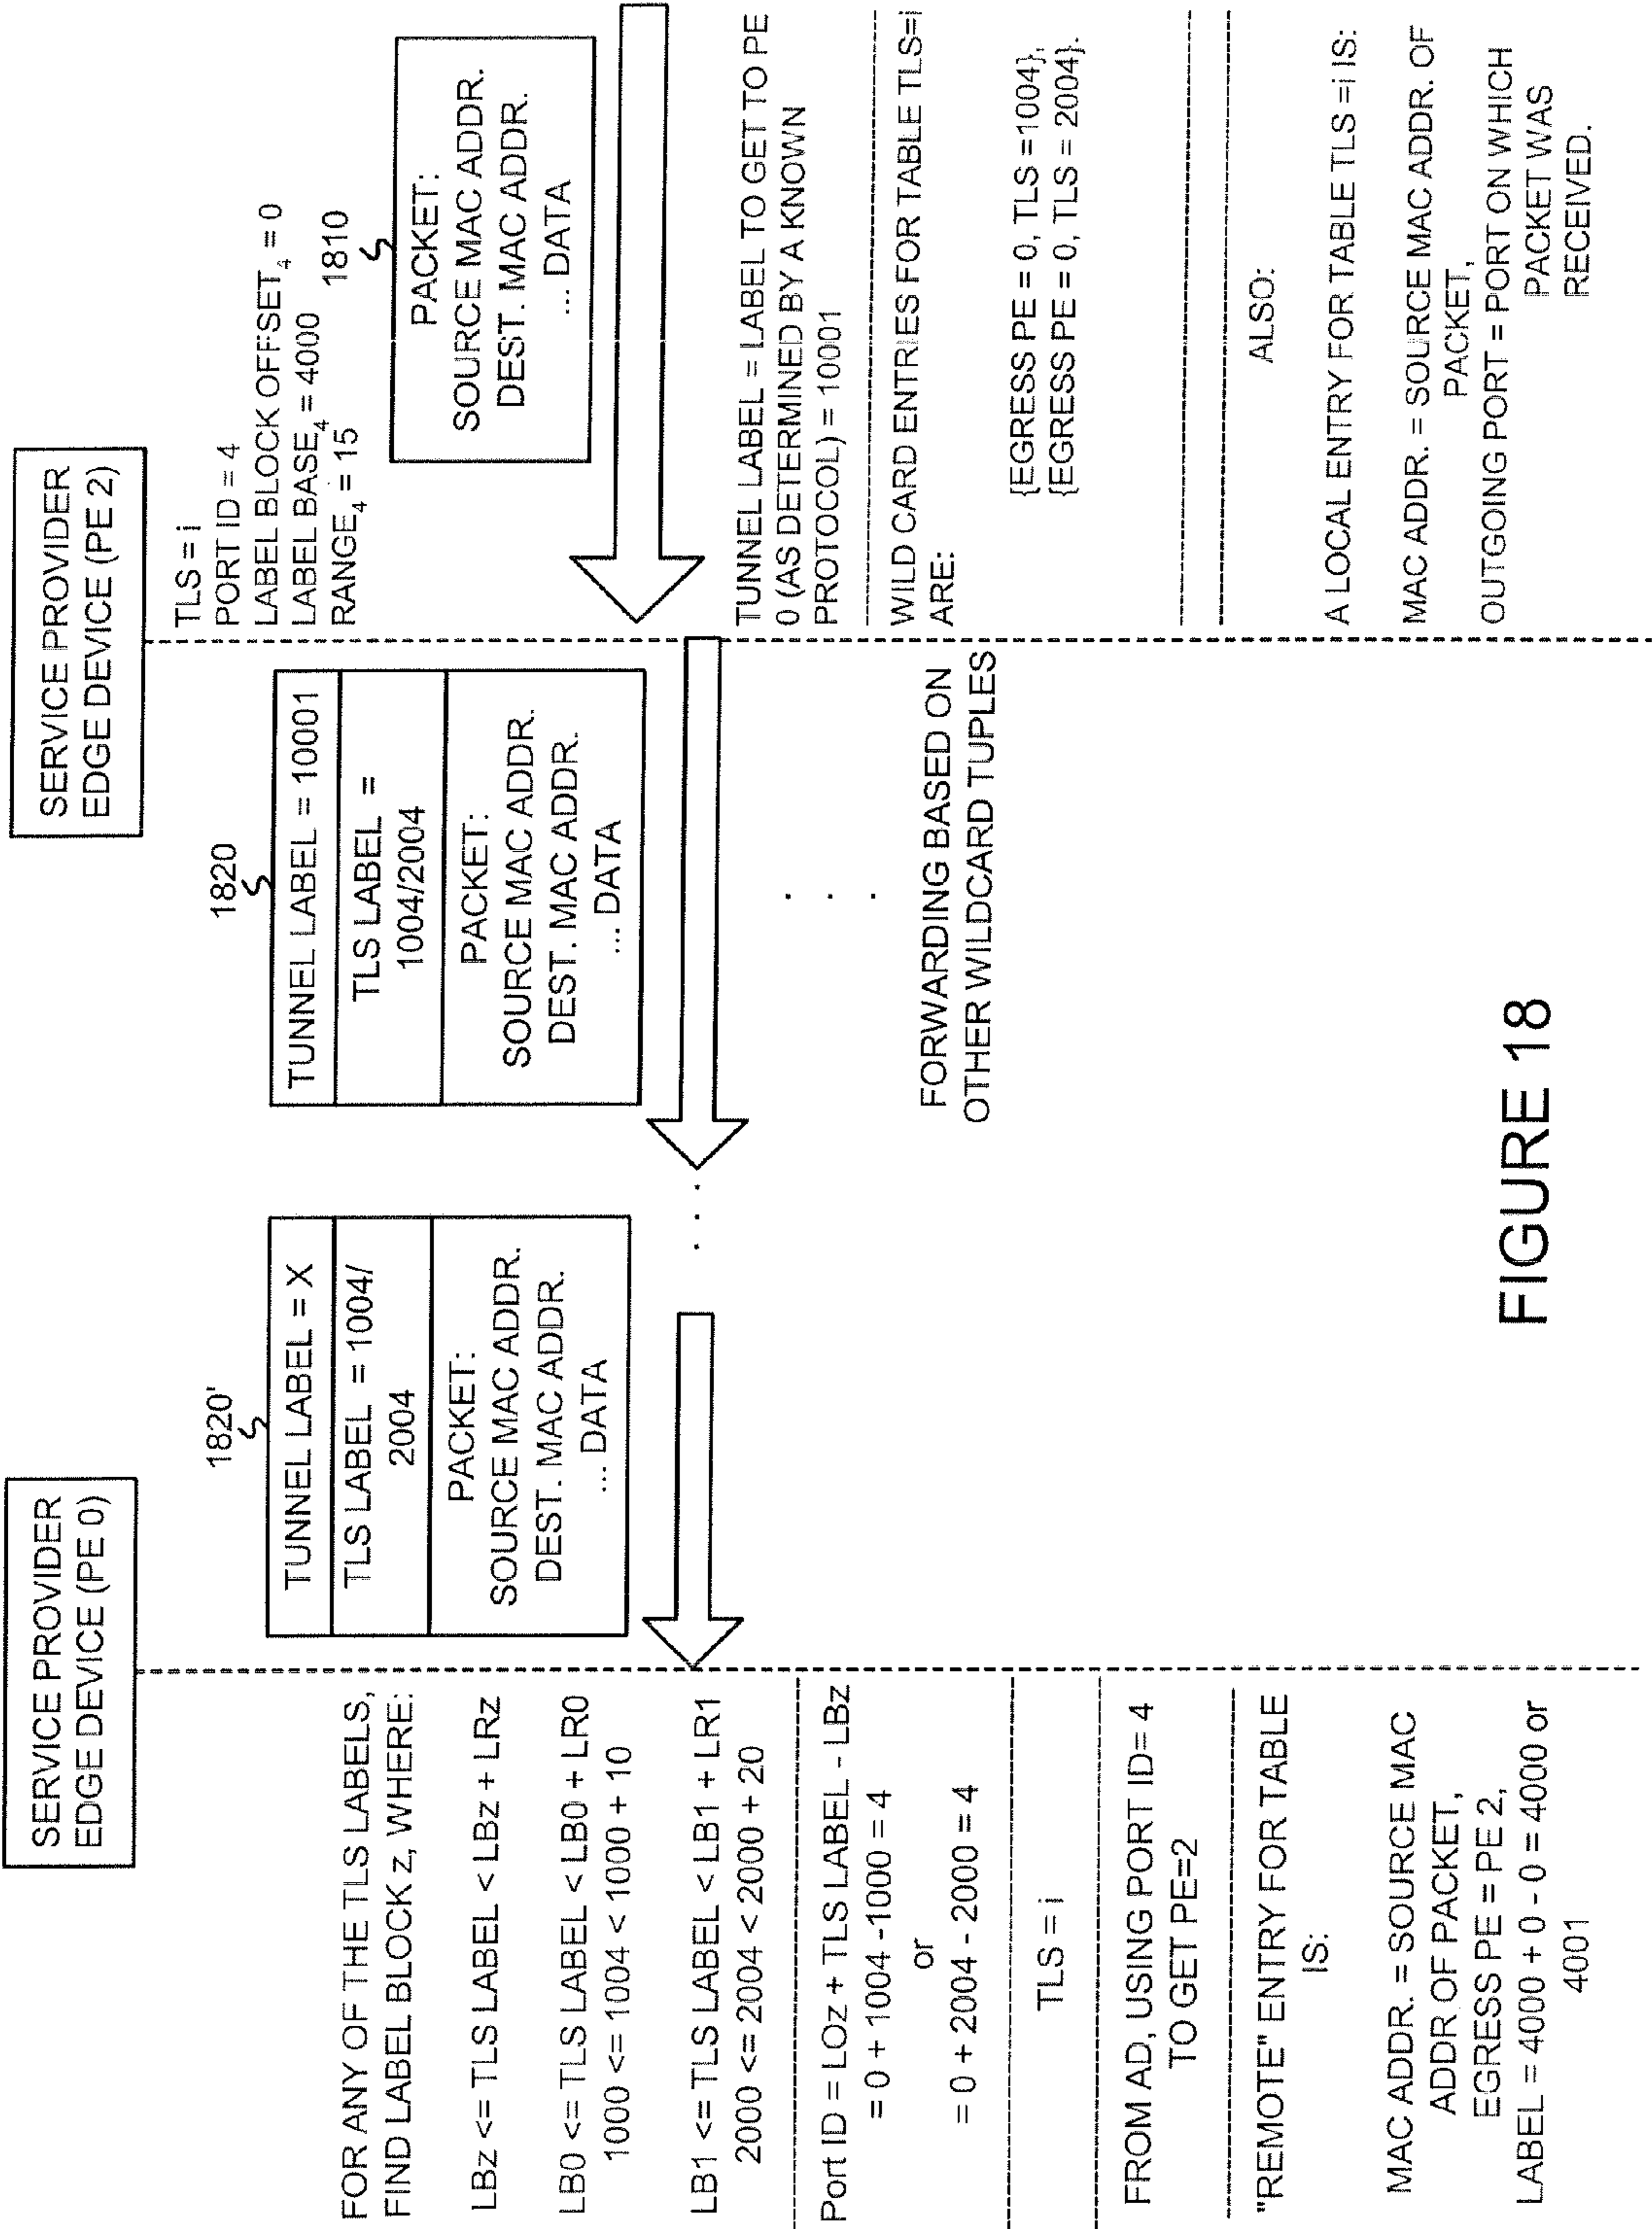 SERVICE PROVIDER
EDGE DEVICE (PE 0)
FOR ANY OF THE TLS LABELS,
FIND LABEL BLOCK z, WHERE:
LBz <= TLS LABEL < LBz + LRz
LB0 <= TLS LABEL < LB0 + LR0
1000 <= 1004 < 1000 + 10
LB1 <= TLS LABEL < LB1 + LR1
2000 <= 2004 < 2000 + 20
Port ID = LOz + TLS LABEL - LBz
= 0 + 1004 -1000 = 4
or
= 0 + 2004 - 2000 = 4
TLS = i
FROM AD, USING PORT ID= 4
TO GET PE=2
"REMOTE" ENTRY FOR TABLE
IS:
MAC ADDR. = SOURCE MAC
ADDR OF PACKET,
EGRESS PE = PE 2,
LABEL = 4000 + 0 - 0 = 4000 or
4001
1820'
TUNNEL LABEL = X
TLS LABEL = 1004/
2004
PACKET:
SOURCE MAC ADDR.
DEST. MAC ADDR.
... DATA
. . .
1820
TUNNEL LABEL = 10001
TLS LABEL =
1004/2004
PACKET:
SOURCE MAC ADDR.
DEST. MAC ADDR.
... DATA
.
.
.
FORWARDING BASED ON
OTHER WILDCARD TUPLES
SERVICE PROVIDER
EDGE DEVICE (PE 2)
TLS = i
PORT ID = 4
LABEL BLOCK OFFSET₄ = 0
LABEL BASE₄ = 4000
RANGE₄ = 15
1810
PACKET:
SOURCE MAC ADDR.
DEST. MAC ADDR.
... DATA
TUNNEL LABEL = LABEL TO GET TO PE
0 (AS DETERMINED BY A KNOWN
PROTOCOL) = 10001
WILD CARD ENTRIES FOR TABLE TLS=i
ARE:
{EGRESS PE = 0, TLS =1004},
{EGRESS PE = 0, TLS = 2004}.
ALSO:
A LOCAL ENTRY FOR TABLE TLS =i IS:
MAC ADDR. = SOURCE MAC ADDR. OF
PACKET,
OUTGOING PORT = PORT ON WHICH
PACKET WAS
RECEIVED.
FIGURE 18